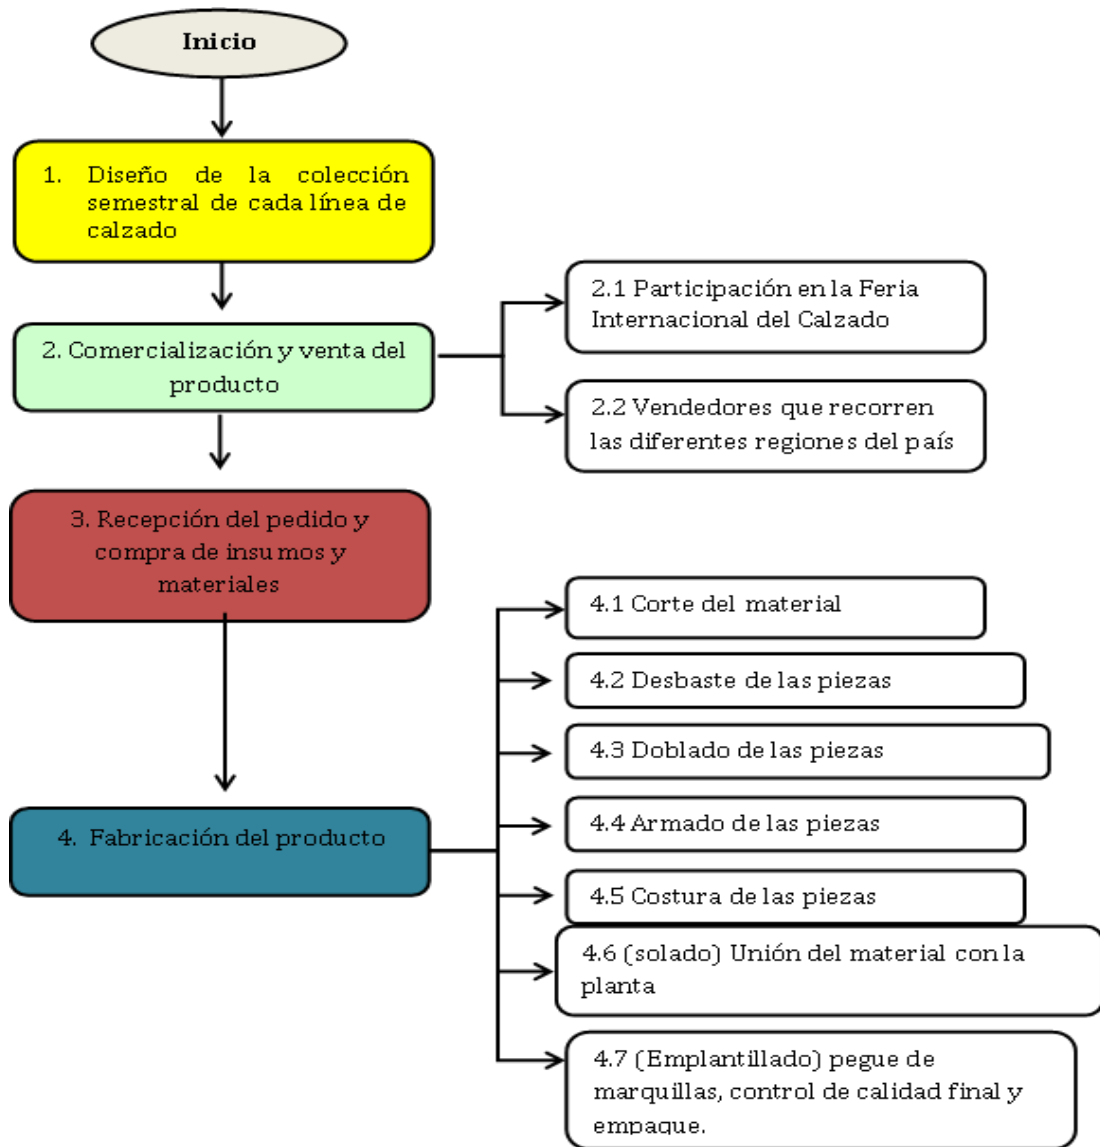 Inicio
1. Diseño de la colección
semestral de cada línea de
calzado
2. Comercialización y venta del
producto
2.1 Participación en la Feria
Internacional del Calzado
2.2 Vendedores que recorren
las diferentes regiones del país
3. Recepción del pedido y
compra de insumos y
materiales
4. Fabricación del producto
4.1 Corte del material
4.2 Desbaste de las piezas
4.3 Doblado de las piezas
4.4 Armado de las piezas
4.5 Costura de las piezas
4.6 (solado) Unión del material con la
planta
4.7 (Emplantillado) pegue de
marquillas, control de calidad final y
empaque.